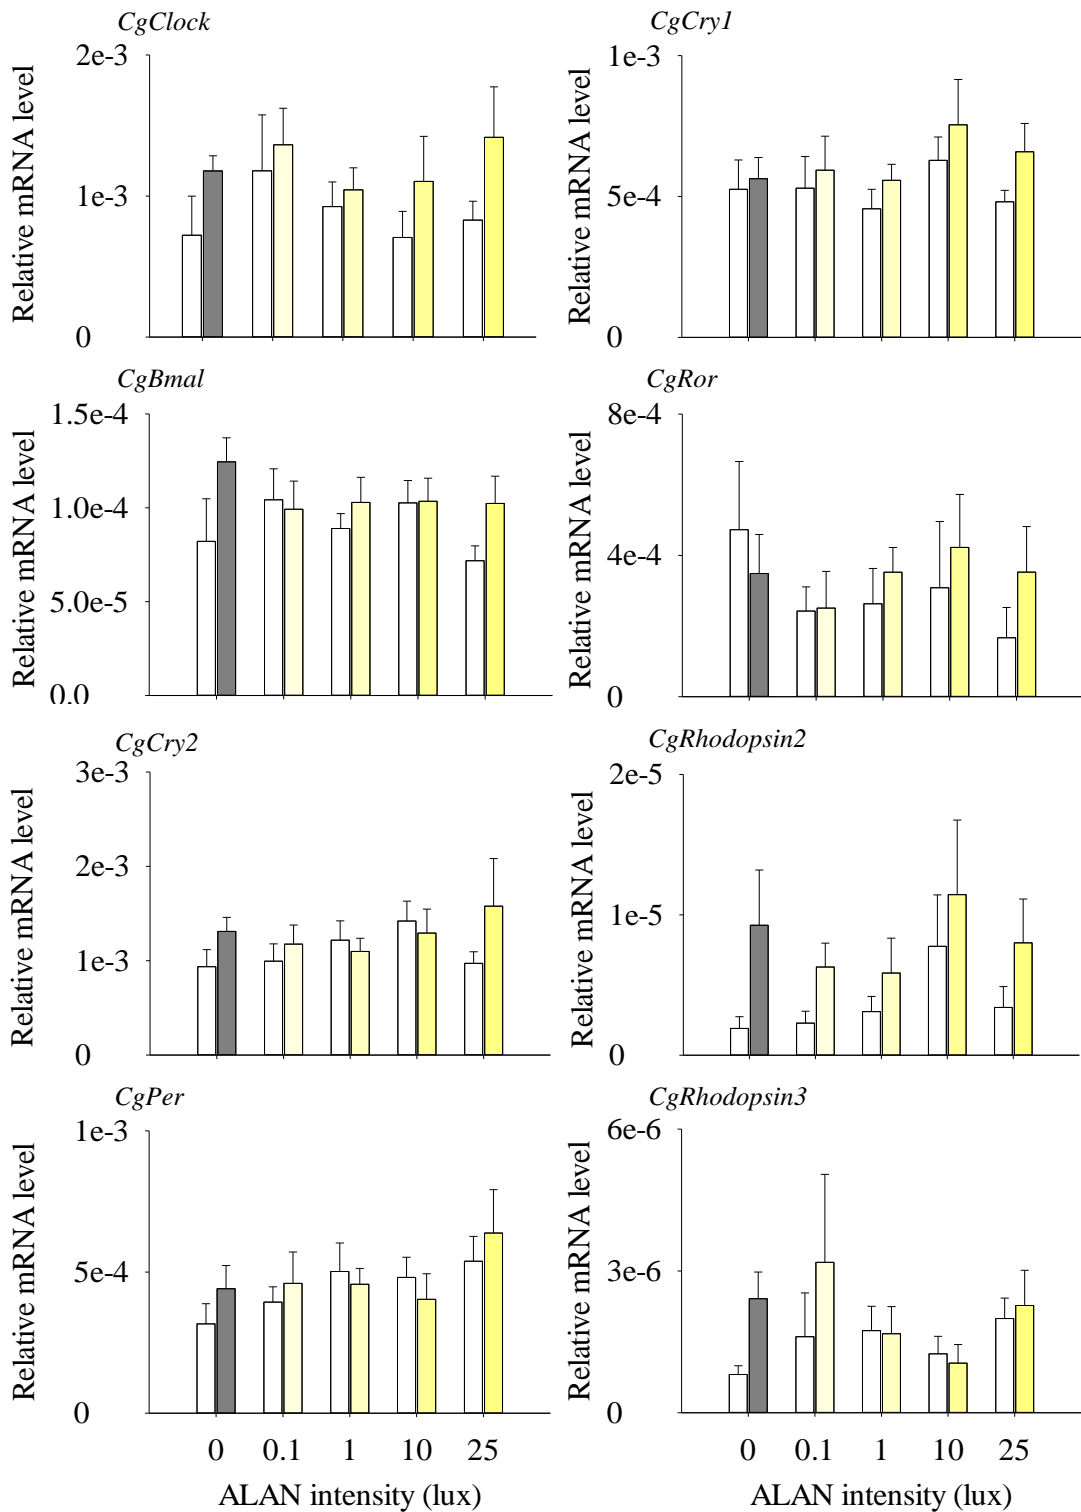 CgClock
2e-3
1e-3
0
Relative mRNA level
CgCry1
1e-3
5e-4
0
Relative mRNA level
CgBmal
1.5e-4
1.0e-4
5.0e-5
0.0
Relative mRNA level
CgRor
8e-4
4e-4
0
Relative mRNA level
CgCry2
3e-3
2e-3
1e-3
0
Relative mRNA level
CgRhodopsin2
2e-5
1e-5
0
Relative mRNA level
CgPer
1e-3
5e-4
0
Relative mRNA level
0 0.1 1 10 25
ALAN intensity (lux)
CgRhodopsin3
6e-6
3e-6
0
Relative mRNA level
0 0.1 1 10 25
ALAN intensity (lux)